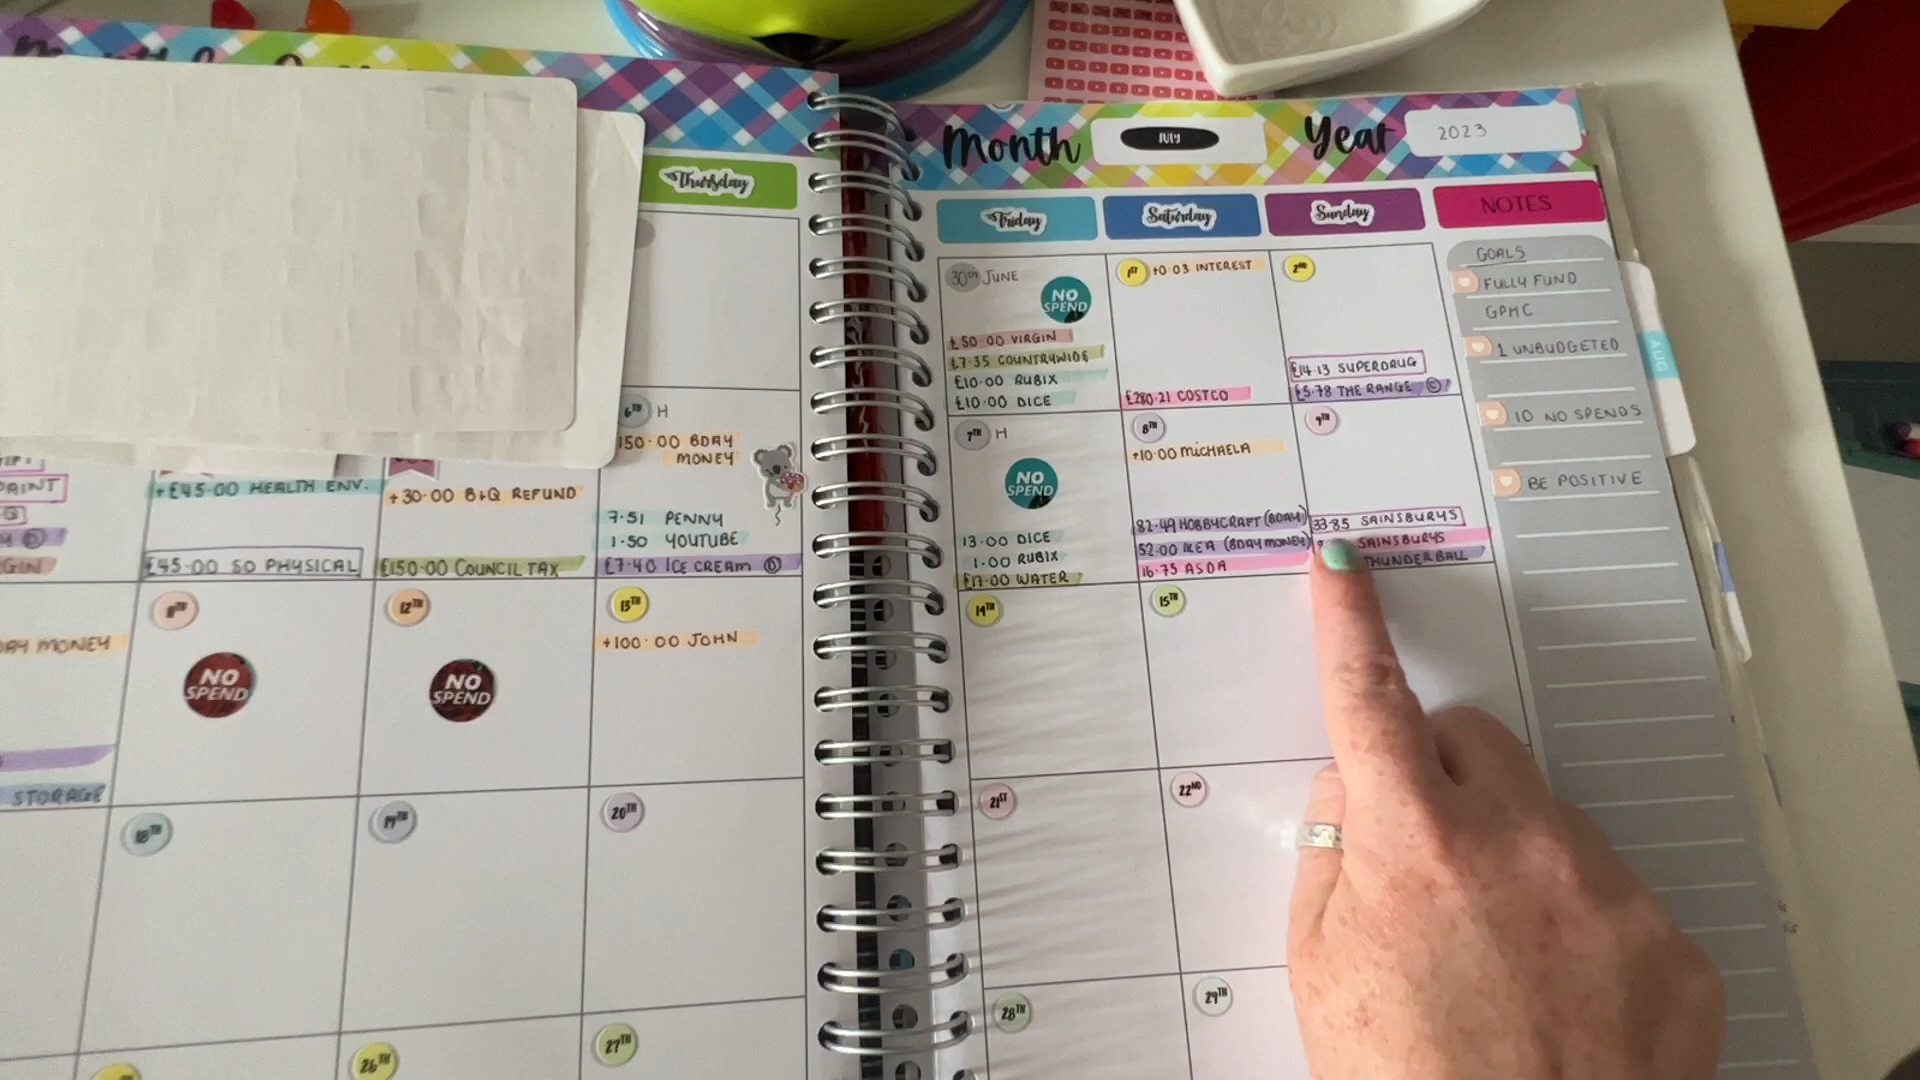 Thursday
6TH H
150.00 BDAY
MONEY
PAINT
+£45.00 HEALTH ENV.
+30.00 B+Q REFUND
7.51 PENNY
1.50 YOUTUBE
£45.00 SO PHYSICAL
£150.00 COUNCIL TAX
£7.40 ICE CREAM
11TH
12TH
13TH
MONEY
NO
SPEND
NO
SPEND
+100.00 JOHN
STORAGE
18TH
19TH
20TH
26TH
27TH
Month JULY Year 2023
Friday Saturday Sunday NOTES
30TH JUNE
NO
SPEND
£50.00 VIRGIN
£7.35 COUNTRYWIDE
£10.00 RUBIX
£10.00 DICE
1ST +0.03 INTEREST
£280.21 COSTCO
2ND
£14.13 SUPERDRUG
£5.78 THE RANGE ©
7TH H
NO
SPEND
13.00 DICE
1.00 RUBIX
£17.00 WATER
8TH
+10.00 MICHAELA
82.49 HOBBYCRAFT (BDAY)
52.00 IKEA (BDAY MONEY)
16.75 ASDA
9TH
33.85 SAINSBURYS
SAINSBURYS
THUNDERBALL
14TH
15TH
21ST
22ND
28TH
29TH
GOALS
FULLY FUND
GPHC
1 UNBUDGETED
10 NO SPENDS
BE POSITIVE
AUG